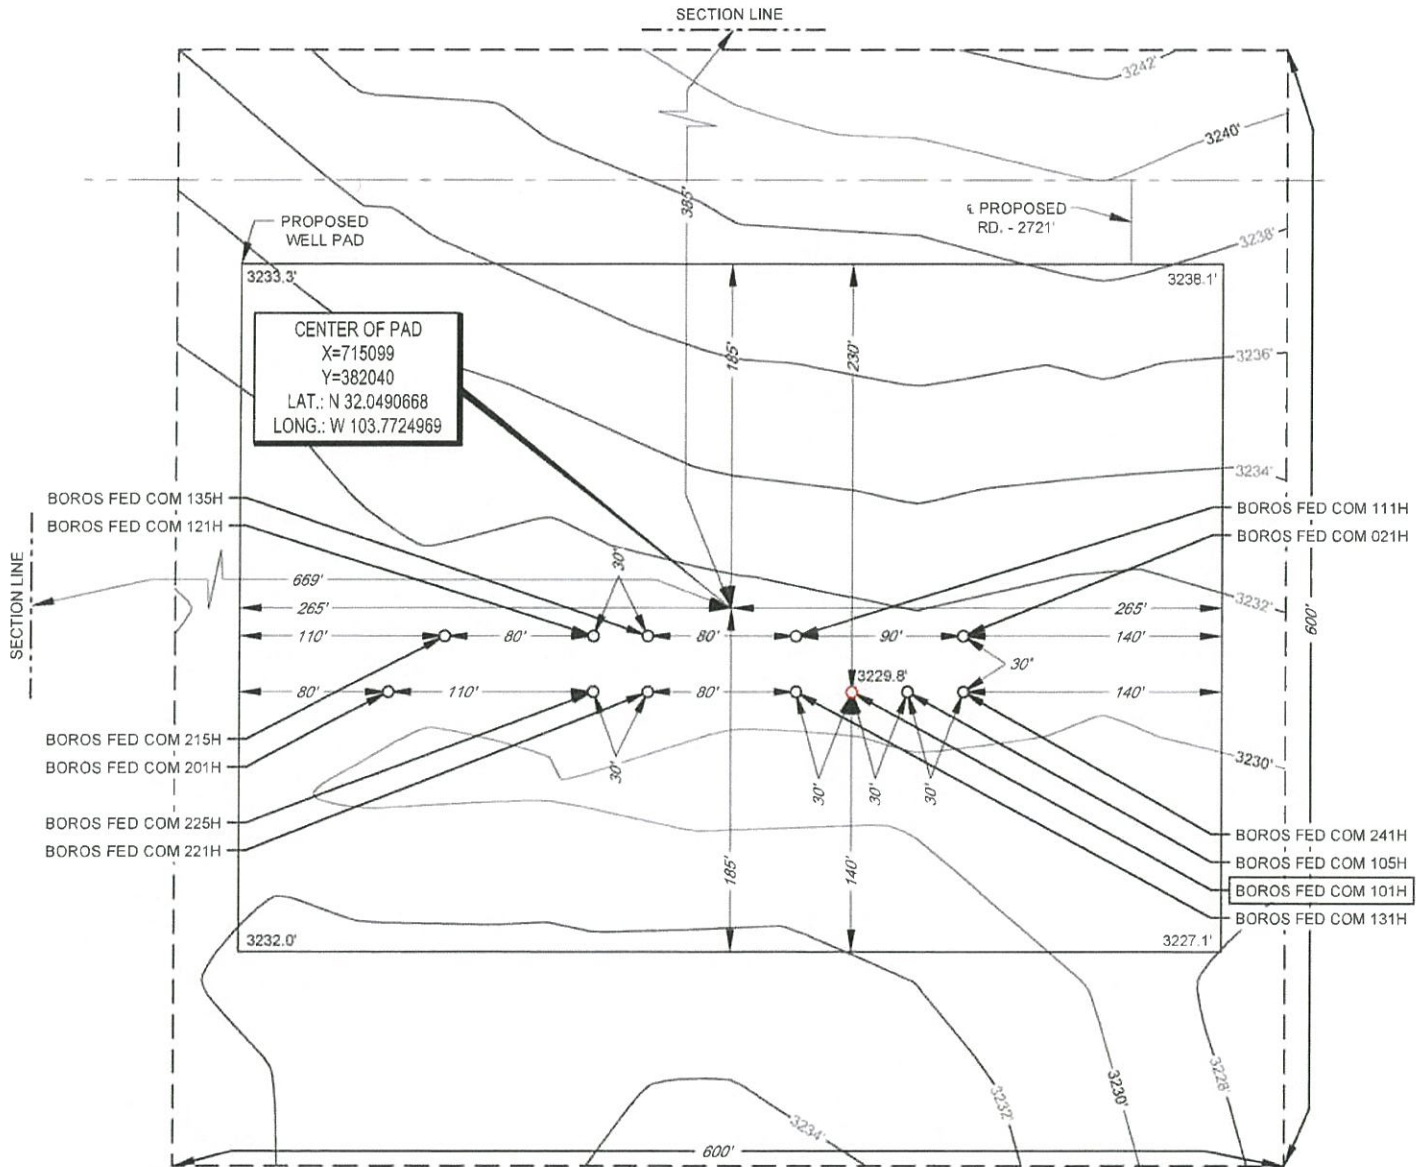 SECTION LINE
3242'
3240'
385'
℄ PROPOSED
RD. - 2721'
PROPOSED
WELL PAD
3238'
3233.3'
3238.1'
CENTER OF PAD
X=715099
Y=382040
LAT.: N 32.0490668
LONG.: W 103.7724969
185'
230'
3236'
3234'
BOROS FED COM 135H
BOROS FED COM 121H
BOROS FED COM 111H
BOROS FED COM 021H
SECTION LINE
669'
30'
265'
265'
3232'
600'
110'
80'
80'
90'
140'
30'
80'
110'
80'
3229.8'
140'
BOROS FED COM 215H
BOROS FED COM 201H
30'
30'
30'
30'
3230'
BOROS FED COM 225H
BOROS FED COM 221H
185'
140'
BOROS FED COM 241H
BOROS FED COM 105H
BOROS FED COM 101H
BOROS FED COM 131H
3232.0'
3227.1'
3232'
3230'
3228'
3234'
600'